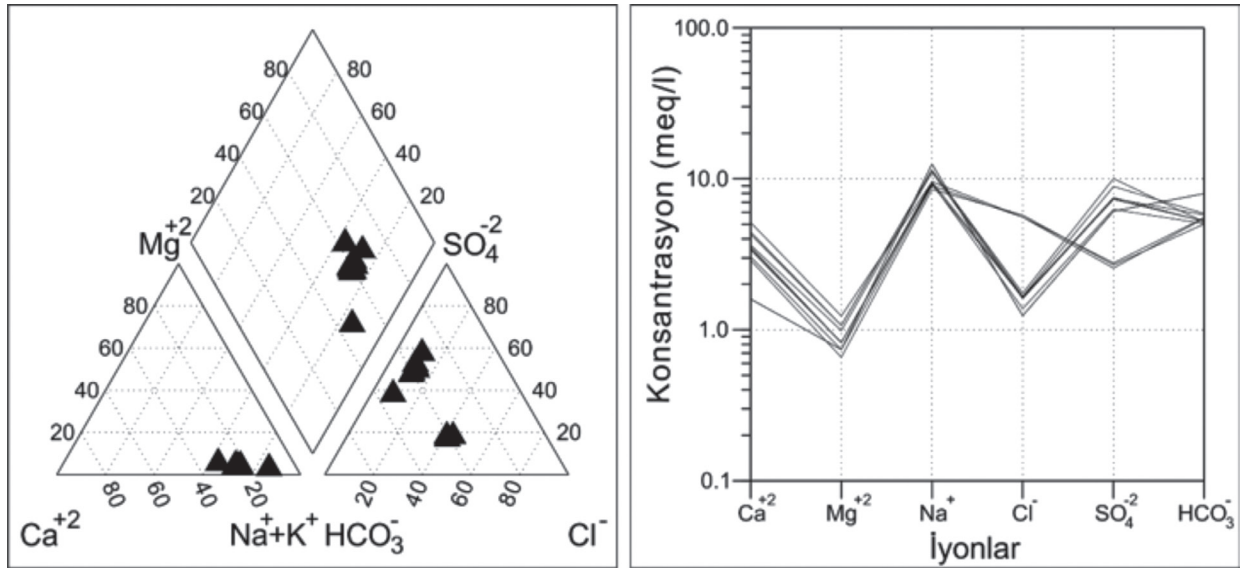 80 80
60 60
40 40
20 20
Mg+2 SO4-2
80 80
60 60
40 40
20 20
80 60 40 20 20 40 60 80
Ca+2 Na++K+ HCO3- Cl-
100.0
10.0
1.0
0.1
Konsantrasyon (meq/l)
Ca+2 Mg+2 Na+ Cl- SO4-2 HCO3-
İyonlar